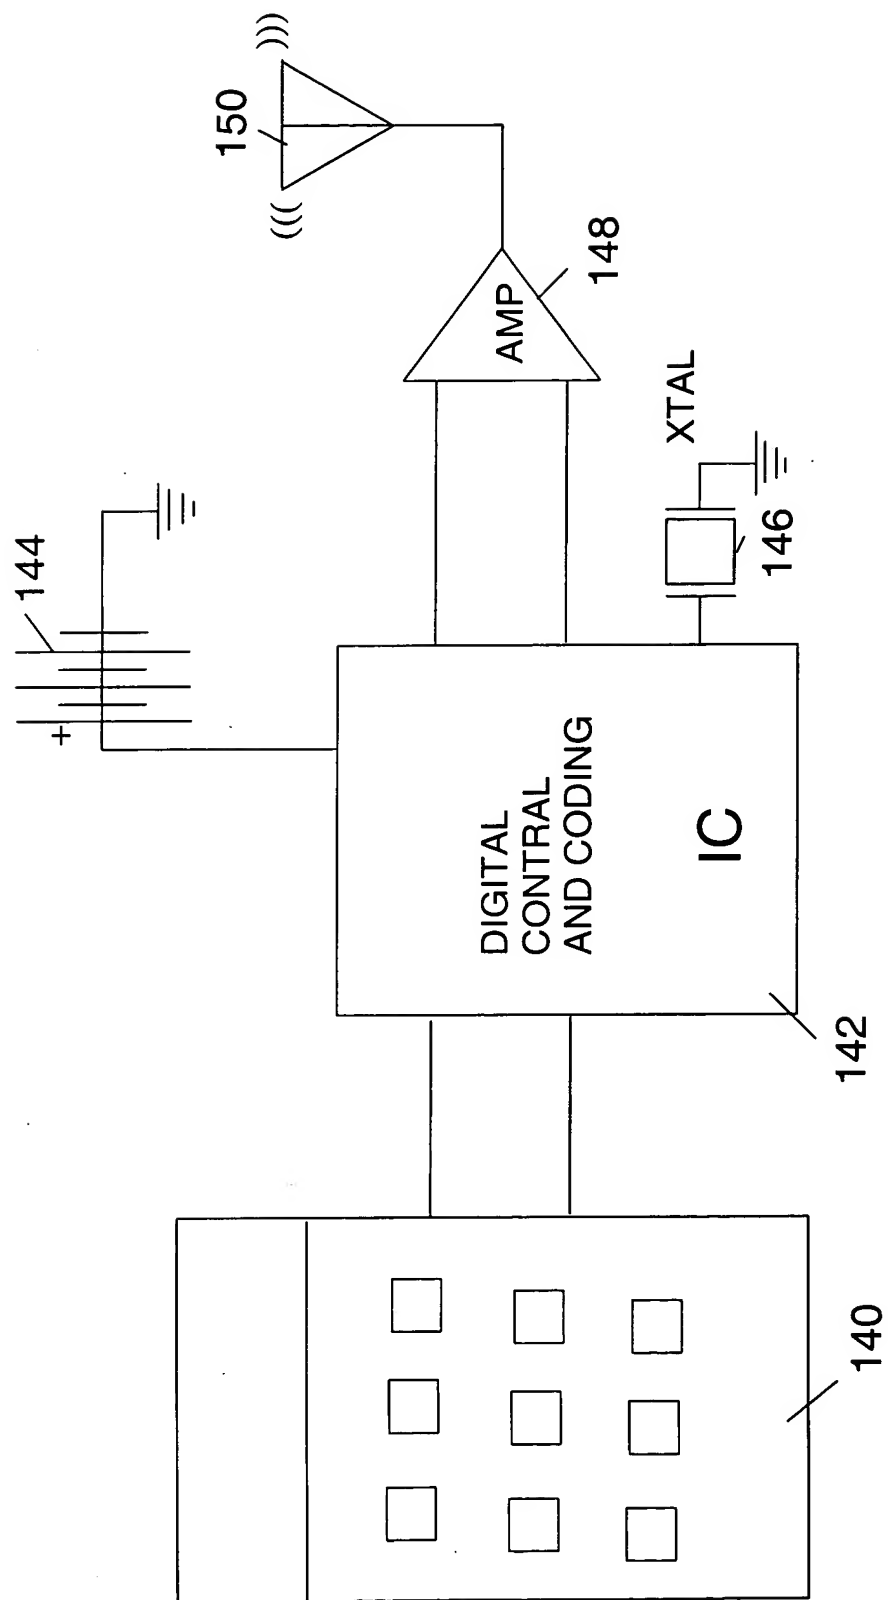 144
150
+
AMP
148
DIGITAL
CONTRAL
AND CODING
IC
XTAL
146
142
140